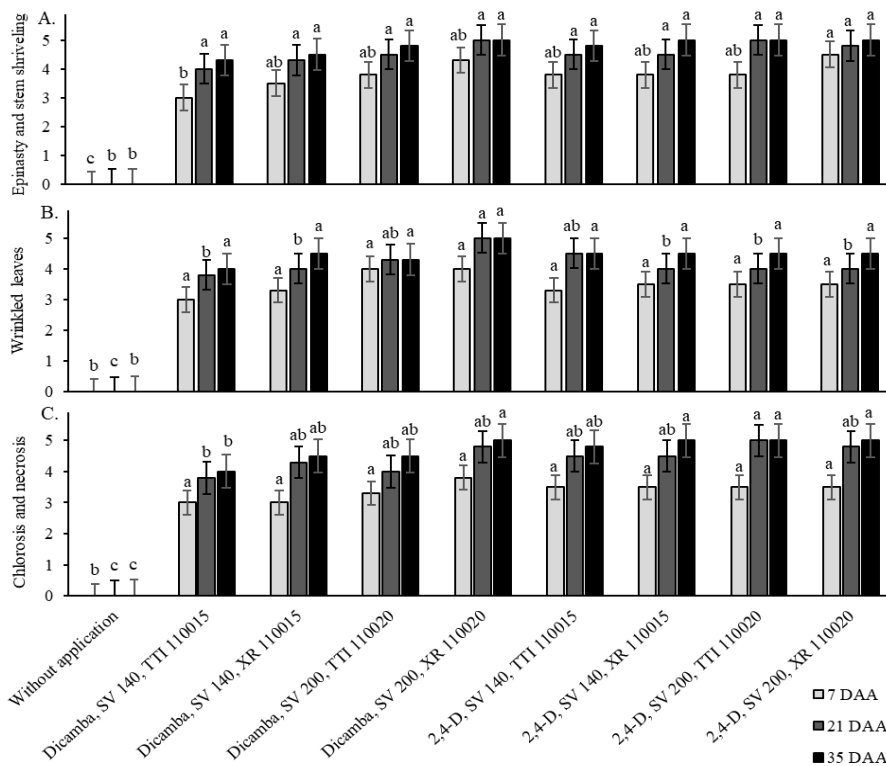 A.
Epinasty and stem shriveling
5
4
3
2
1
0
c b b
b a a
ab a a
ab a a
ab a a
ab a a
ab a a
ab a a
a a a
B.
Wrinkled leaves
5
4
3
2
1
0
b c b
a b a
a b a
a ab a
a a a
a ab a
a b a
a b a
a b a
C.
Chlorosis and necrosis
5
4
3
2
1
0
b c c
a b b
a ab ab
a ab ab
a ab a
a ab ab
a ab a
a a a
a ab a
Without application
Dicamba, SV 140, TTI 110015
Dicamba, SV 140, XR 110015
Dicamba, SV 200, TTI 110020
Dicamba, SV 200, XR 110020
2,4-D, SV 140, TTI 110015
2,4-D, SV 140, XR 110015
2,4-D, SV 200, TTI 110020
2,4-D, SV 200, XR 110020
7 DAA
21 DAA
35 DAA